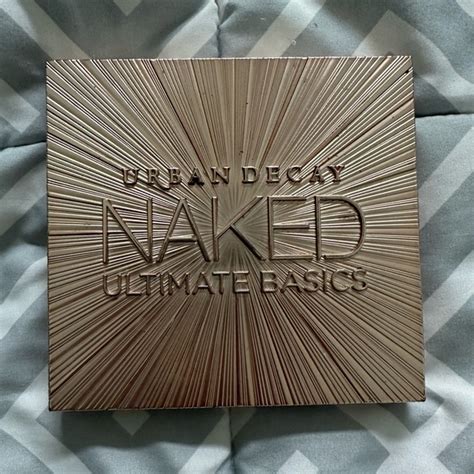 URBAN DECAY
NAKED
ULTIMATE BASICS